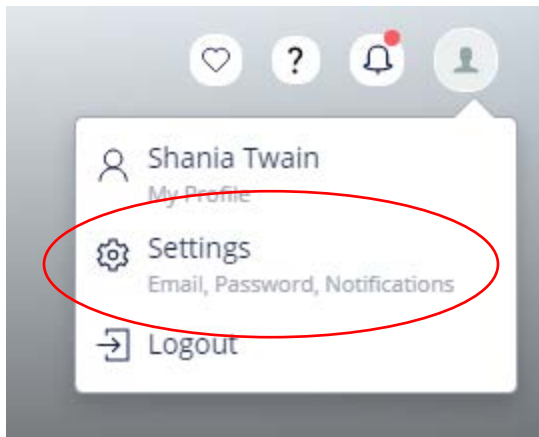 ?
Shania Twain
My Profile
Settings
Email, Password, Notifications
Logout